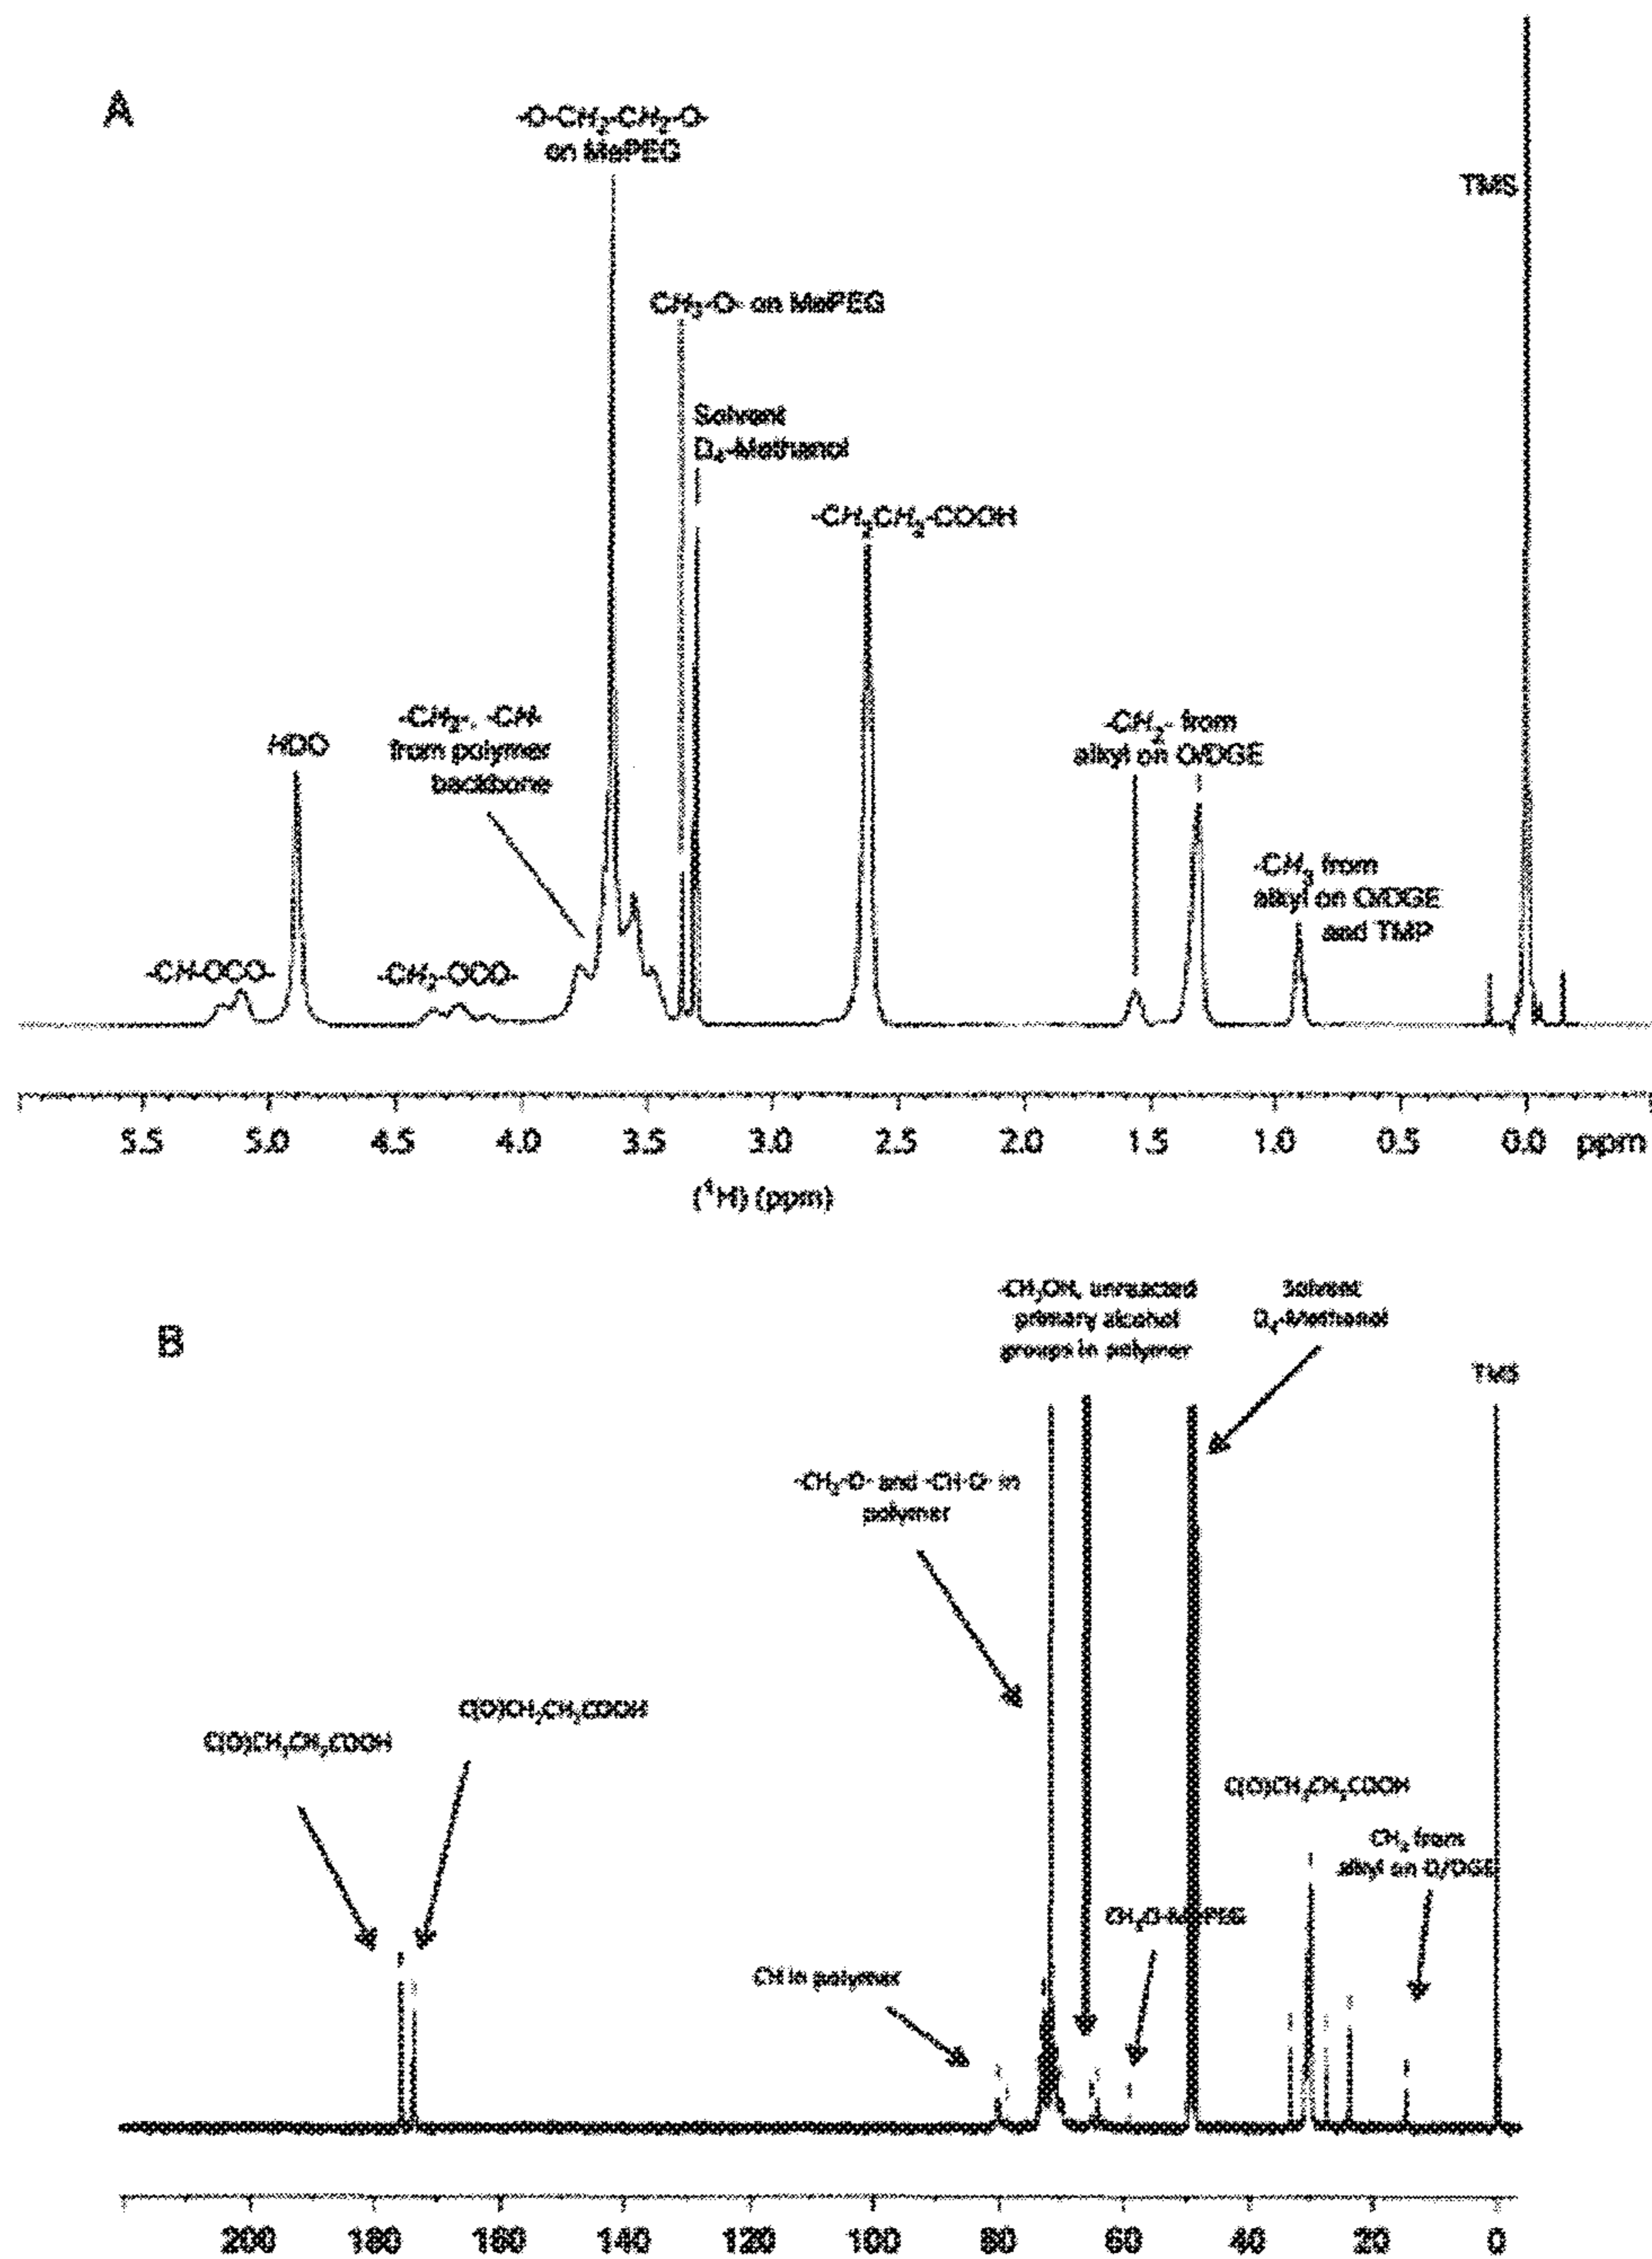 A
-O-CH2-CH2-O-
on MePEG
TMS
CH3-O- on MePEG
Solvent
D4-Methanol
-CH2CH2-COOH
-CH2-, -CH-
from polymer
backbone
HDO
-CH2- from
alkyl on O/DGE
-CH3 from
alkyl on O/DGE
and TMP
-CH-OCO-
-CH2-OCO-
5.5 5.0 4.5 4.0 3.5 3.0 2.5 2.0 1.5 1.0 0.5 0.0 ppm
(1H) (ppm)
B
-CH2OH, unreacted
primary alcohol
groups in polymer
Solvent
D4-Methanol
TMS
-CH2-O- and -CH-O- in
polymer
C(O)CH2CH2COOH
C(O)CH2CH2COOH
C(O)CH2CH2COOH
CH2 from
alkyl on O/DGE
CH in polymer
200 180 160 140 120 100 80 60 40 20 0